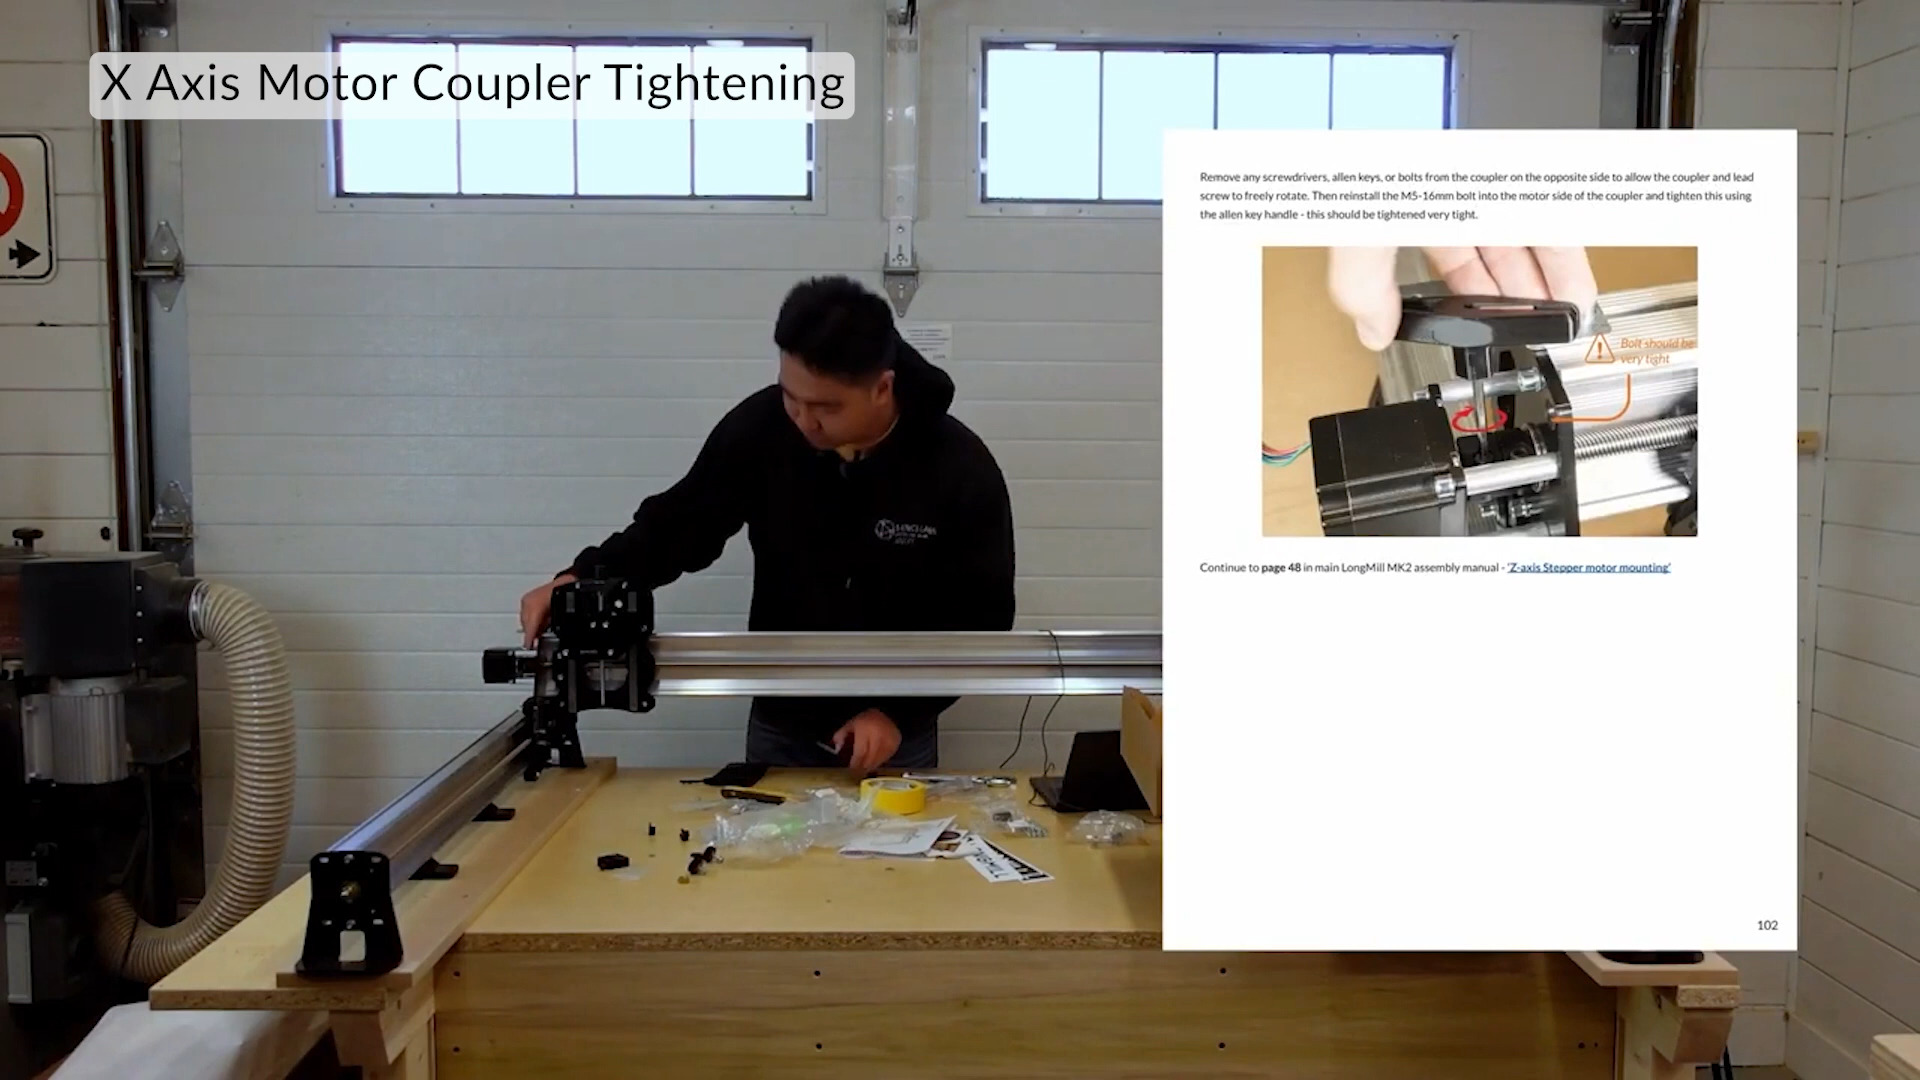 X Axis Motor Coupler Tightening
Remove any screwdrivers, allen keys, or bolts from the coupler on the opposite side to allow the coupler and lead
screw to freely rotate. Then reinstall the M5-16mm bolt into the motor side of the coupler and tighten this using
the allen key handle - this should be tightened very tight.
Bolt should be
very tight
Continue to page 48 in main LongMill MK2 assembly manual - 'Z-axis Stepper motor mounting'
102